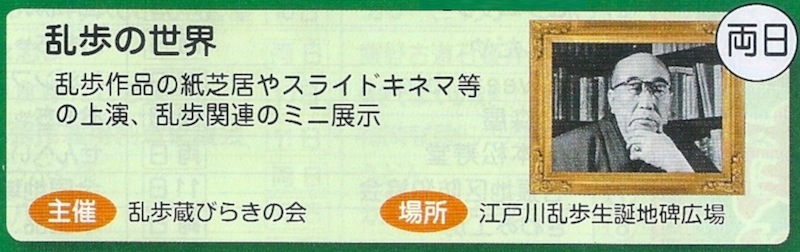 乱歩の世界
両日
乱歩作品の紙芝居やスライドキネマ等
の上演、乱歩関連のミニ展示
主催 乱歩蔵びらきの会
場所 江戸川乱歩生誕地碑広場